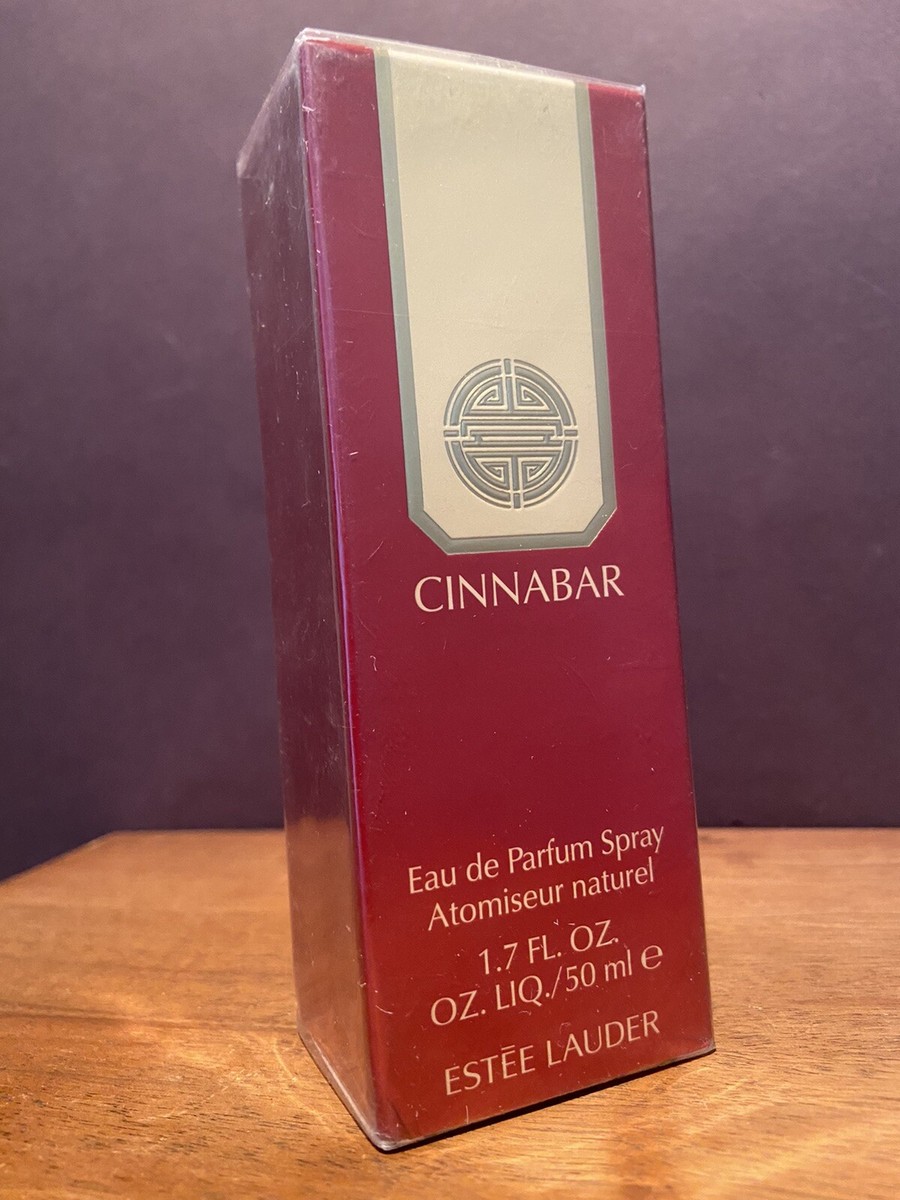 CINNABAR
Eau de Parfum Spray
Atomiseur naturel
1.7 FL. OZ.
OZ. LIQ./50 ml ℮
ESTĒE LAUDER